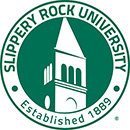 SLIPPERY ROCK UNIVERSITY
• Established 1889 •
®